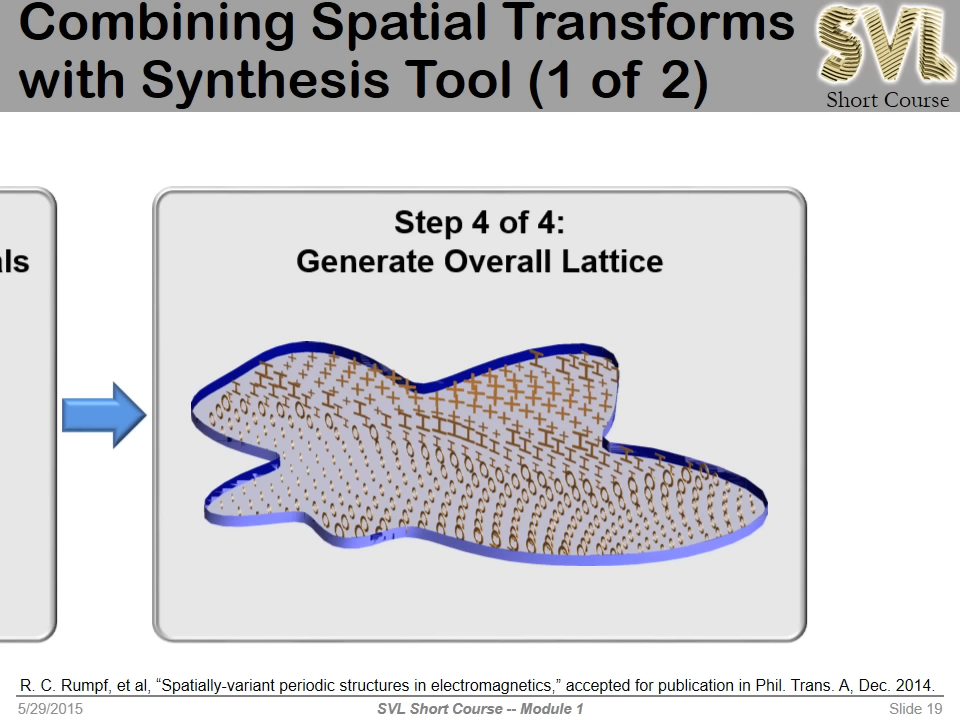 Combining Spatial Transforms
with Synthesis Tool (1 of 2)
SVL
Short Course
ls
Step 4 of 4:
Generate Overall Lattice
R. C. Rumpf, et al, “Spatially-variant periodic structures in electromagnetics,” accepted for publication in Phil. Trans. A, Dec. 2014.
5/29/2015
SVL Short Course -- Module 1
Slide 19